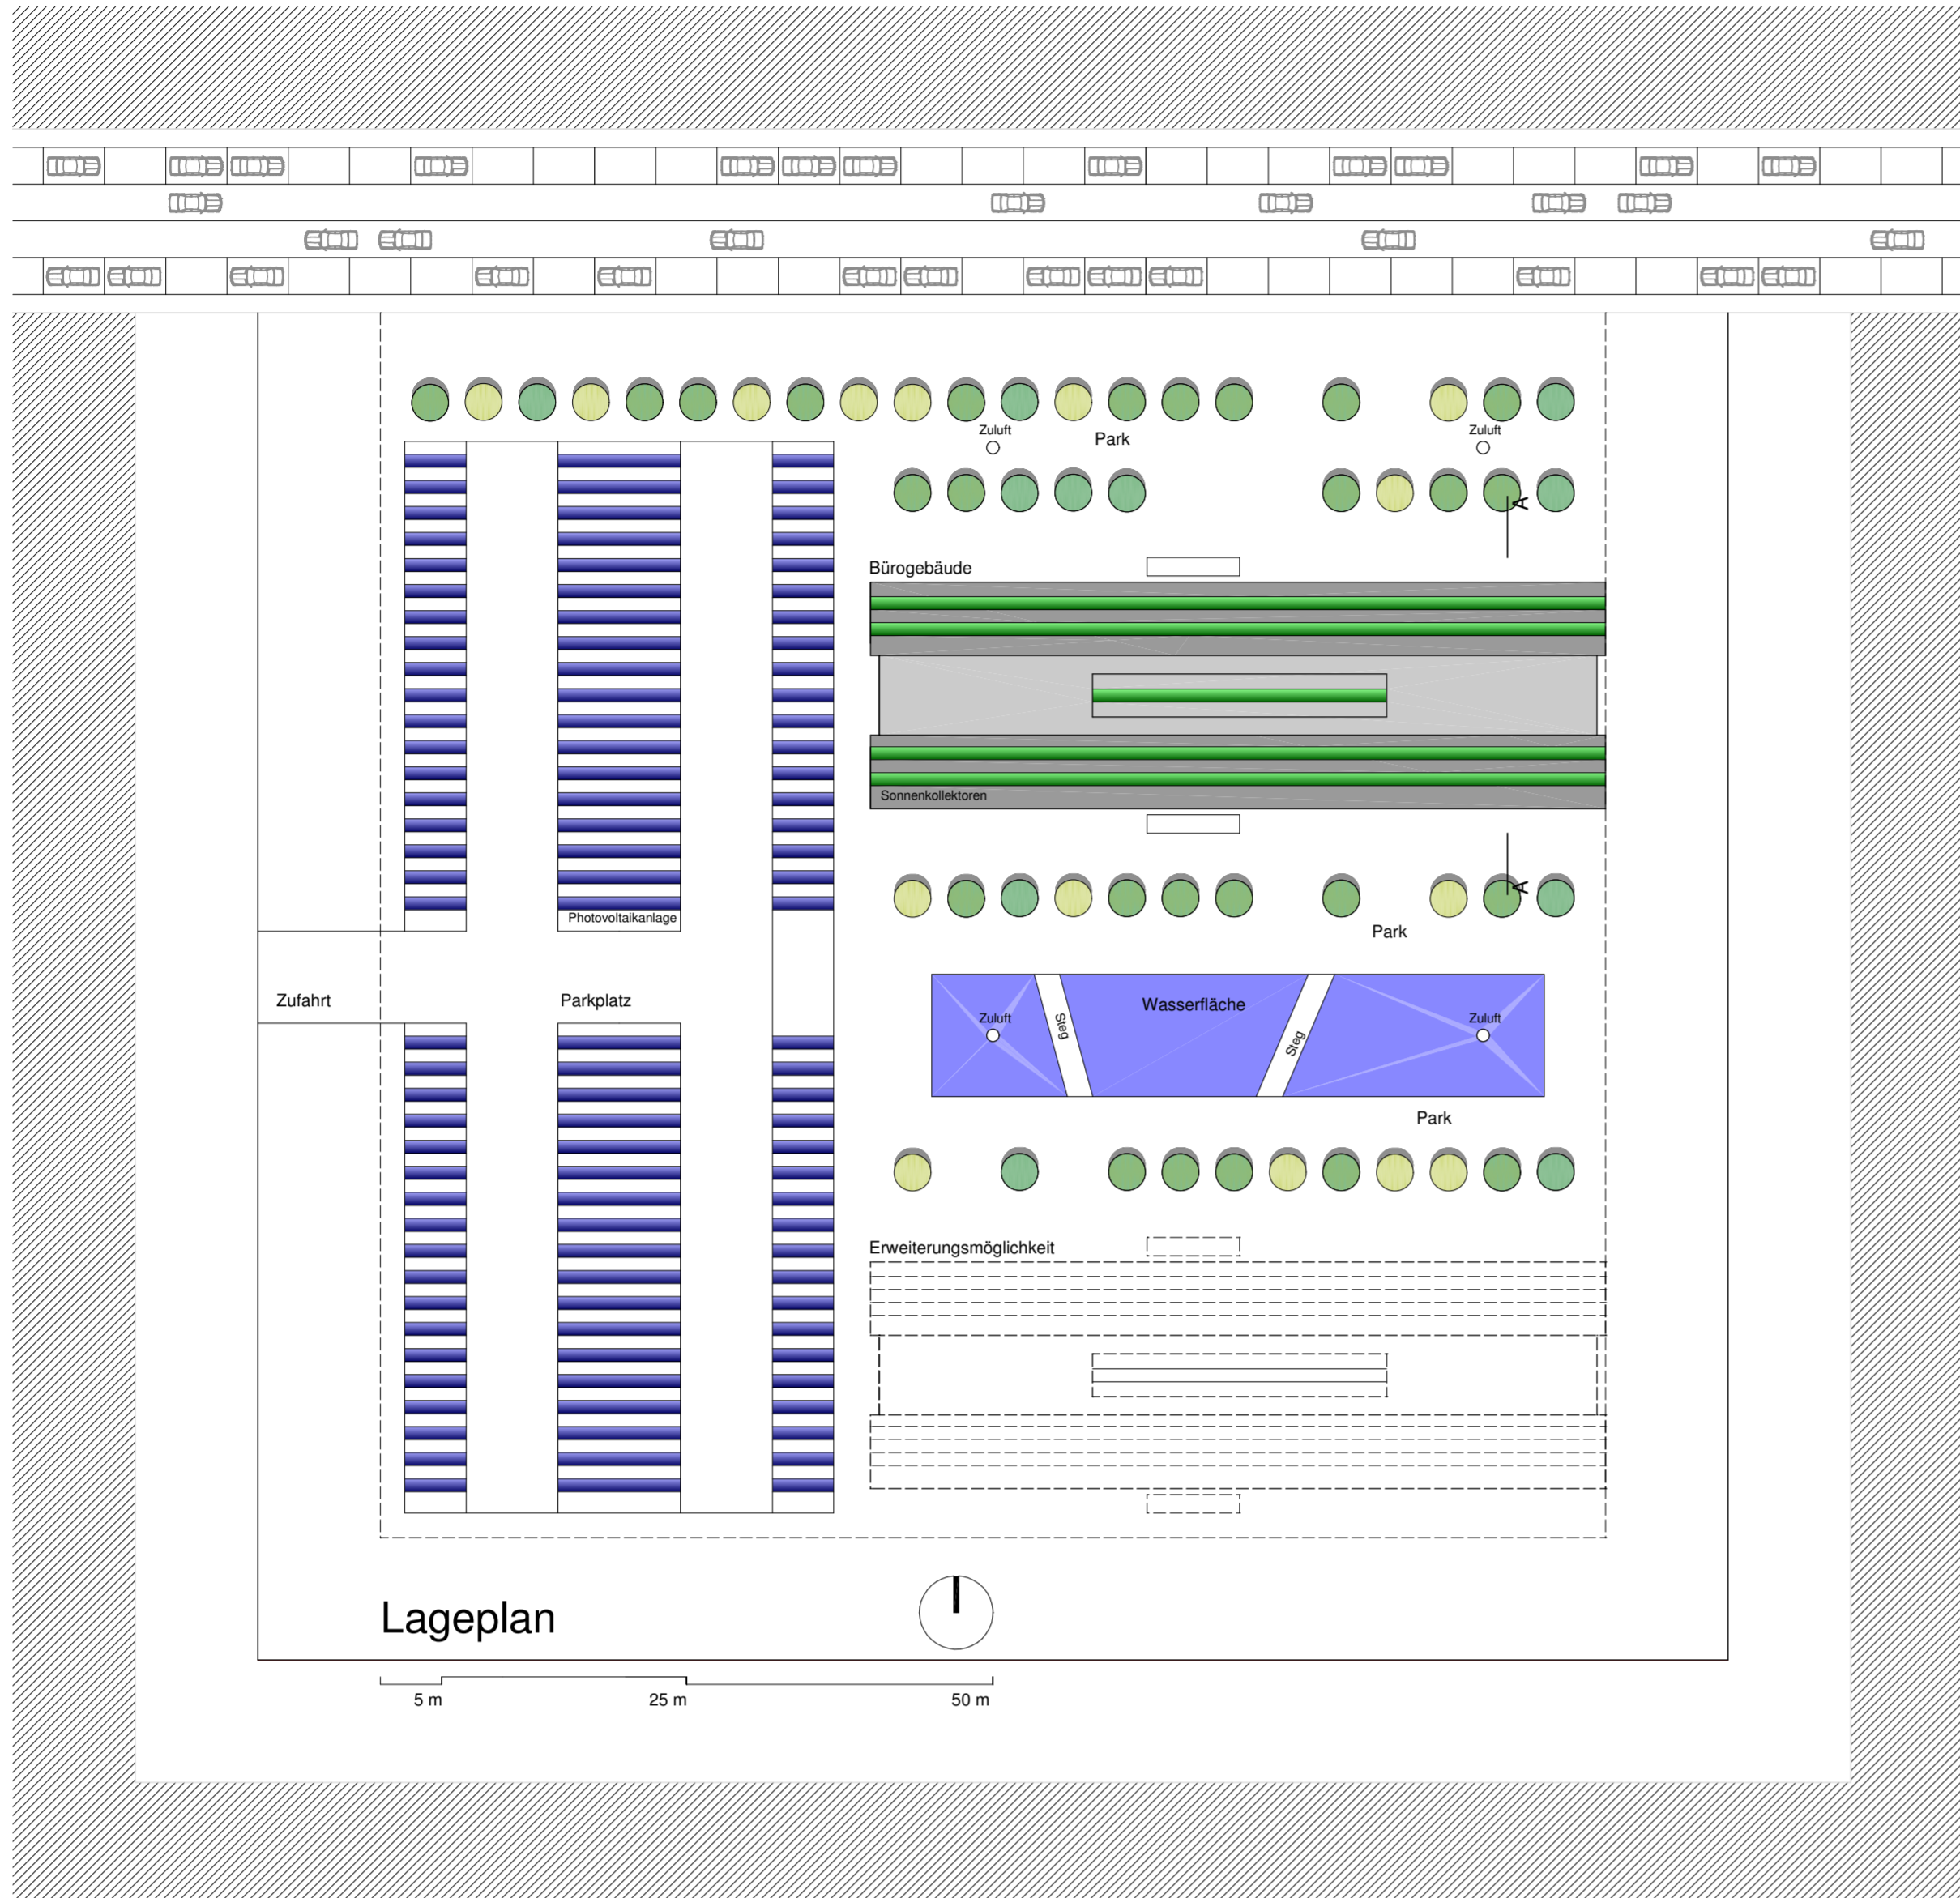 Zuluft
Park
Zuluft
A
Bürogebäude
Sonnenkollektoren
A
Photovoltaikanlage
Park
Zufahrt
Parkplatz
Wasserfläche
Zuluft
Steg
Steg
Zuluft
Park
Erweiterungsmöglichkeit
Lageplan
5 m
25 m
50 m